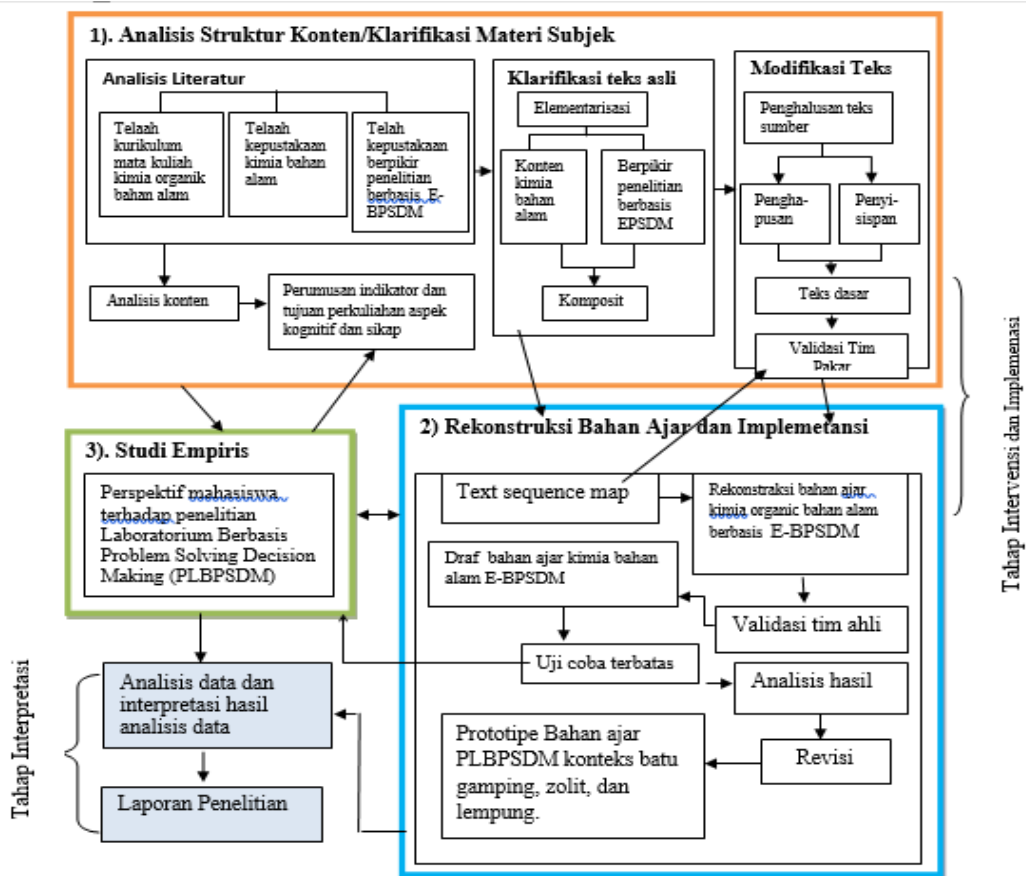 1). Analisis Struktur Konten/Klarifikasi Materi Subjek
Analisis Literatur
Telaah
kurikulum
mata kuliah
kimia organik
bahan alam
Telaah
kepustakaan
kimia bahan
alam
Telah
kepustakaan
berpikir
penelitian
berbasis E-
BPSDM
Analisis konten
Perumusan indikator dan
tujuan perkuliahan aspek
kognitif dan sikap
Klarifikasi teks asli
Elementarisasi
Konten
kimia
bahan
alam
Berpikir
penelitian
berbasis
EPSDM
Komposit
Modifikasi Teks
Penghalusan teks
sumber
Pengha-
pusan
Penyi-
sispan
Teks dasar
Validasi Tim
Pakar
Tahap Intervensi dan Implemenasi
3). Studi Empiris
Perspektif mahasiswa
terhadap penelitian
Laboratorium Berbasis
Problem Solving Decision
Making (PLBPSDM)
2) Rekonstruksi Bahan Ajar dan Implemetansi
Text sequence map
Rekonstraksi bahan ajar
kimia organic bahan alam
berbasis E-BPSDM
Draf bahan ajar kimia bahan
alam E-BPSDM
Validasi tim ahli
Uji coba terbatas
Analisis hasil
Revisi
Prototipe Bahan ajar
PLBPSDM konteks batu
gamping, zolit, dan
lempung.
Tahap Interpretasi
Analisis data dan
interpretasi hasil
analisis data
Laporan Penelitian